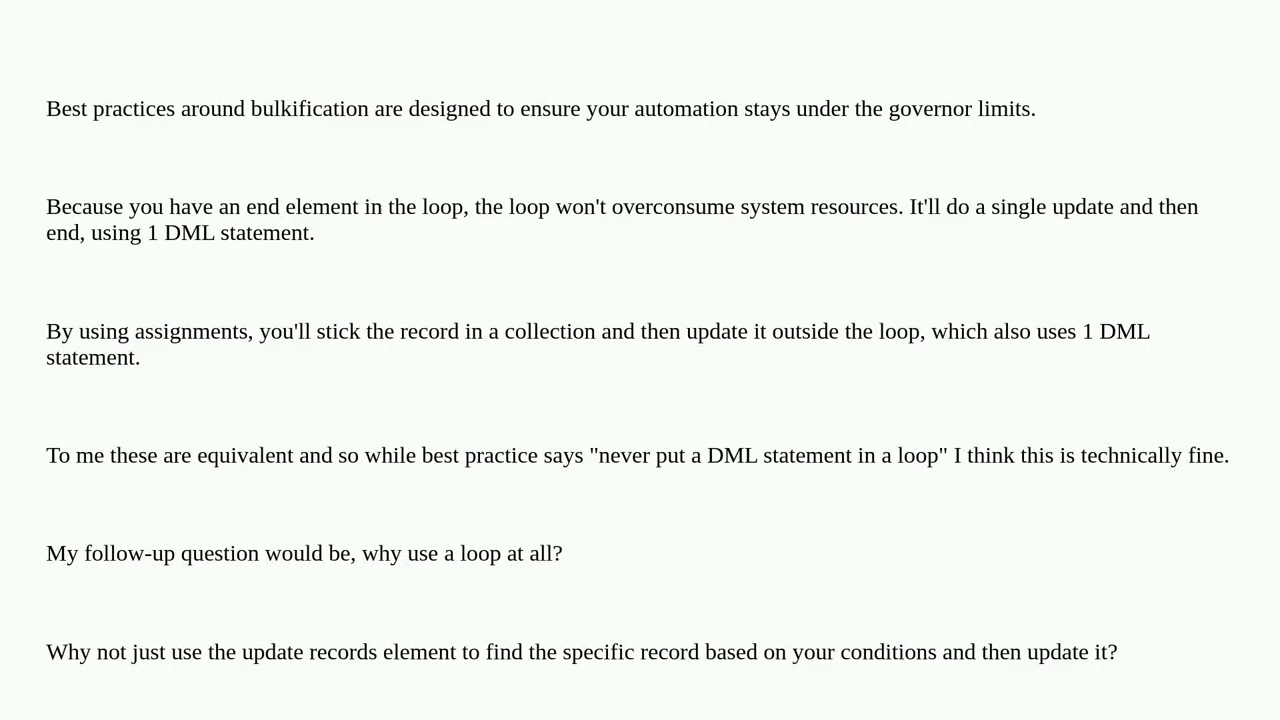 Best practices around bulkification are designed to ensure your automation stays under the governor limits.
Because you have an end element in the loop, the loop won't overconsume system resources. It'll do a single update and then
end, using 1 DML statement.
By using assignments, you'll stick the record in a collection and then update it outside the loop, which also uses 1 DML
statement.
To me these are equivalent and so while best practice says "never put a DML statement in a loop" I think this is technically fine.
My follow-up question would be, why use a loop at all?
Why not just use the update records element to find the specific record based on your conditions and then update it?